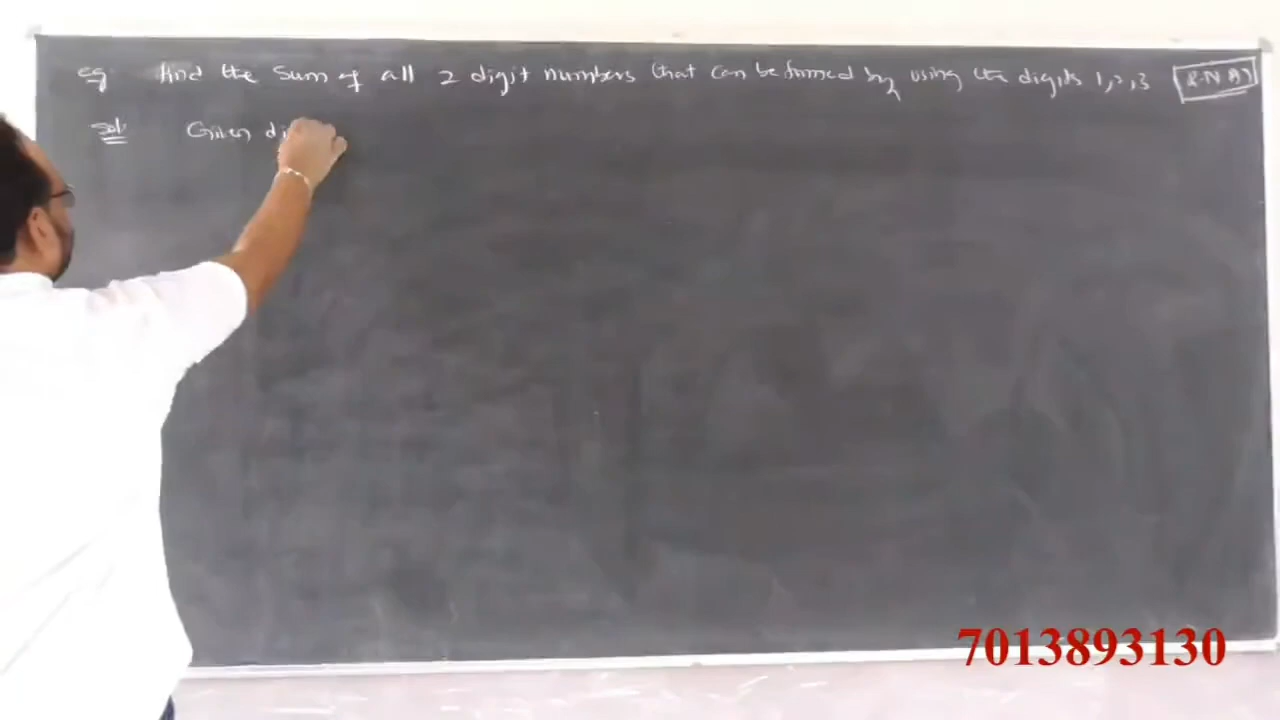 eg find the sum of all 2 digit numbers that can be formed by using the digits 1,2,3
Sol: Given di
7013893130